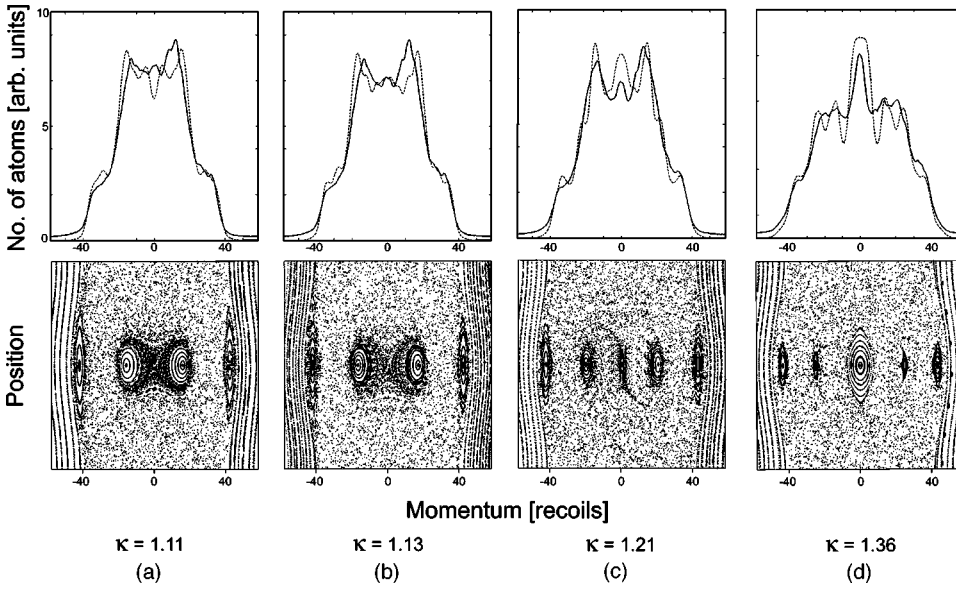 No. of atoms [arb. units]
10
5
0
-40 0 40
-40 0 40
-40 0 40
-40 0 40
Position
-40 0 40
-40 0 40
-40 0 40
-40 0 40
Momentum [recoils]
κ = 1.11 κ = 1.13 κ = 1.21 κ = 1.36
(a) (b) (c) (d)